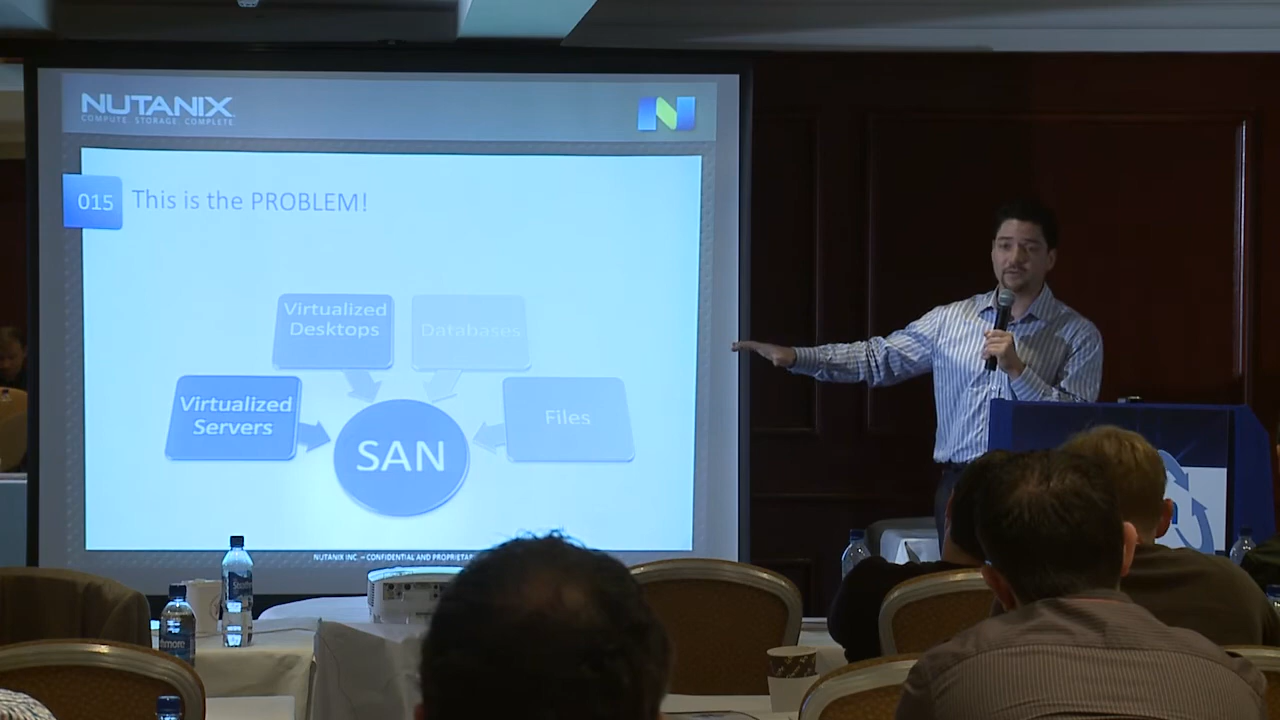 NUTANIX
COMPUTE. STORAGE. COMPLETE.
015
This is the PROBLEM!
Virtualized
Desktops
Databases
Virtualized
Servers
Files
SAN
NUTANIX INC. – CONFIDENTIAL AND PROPRIETARY